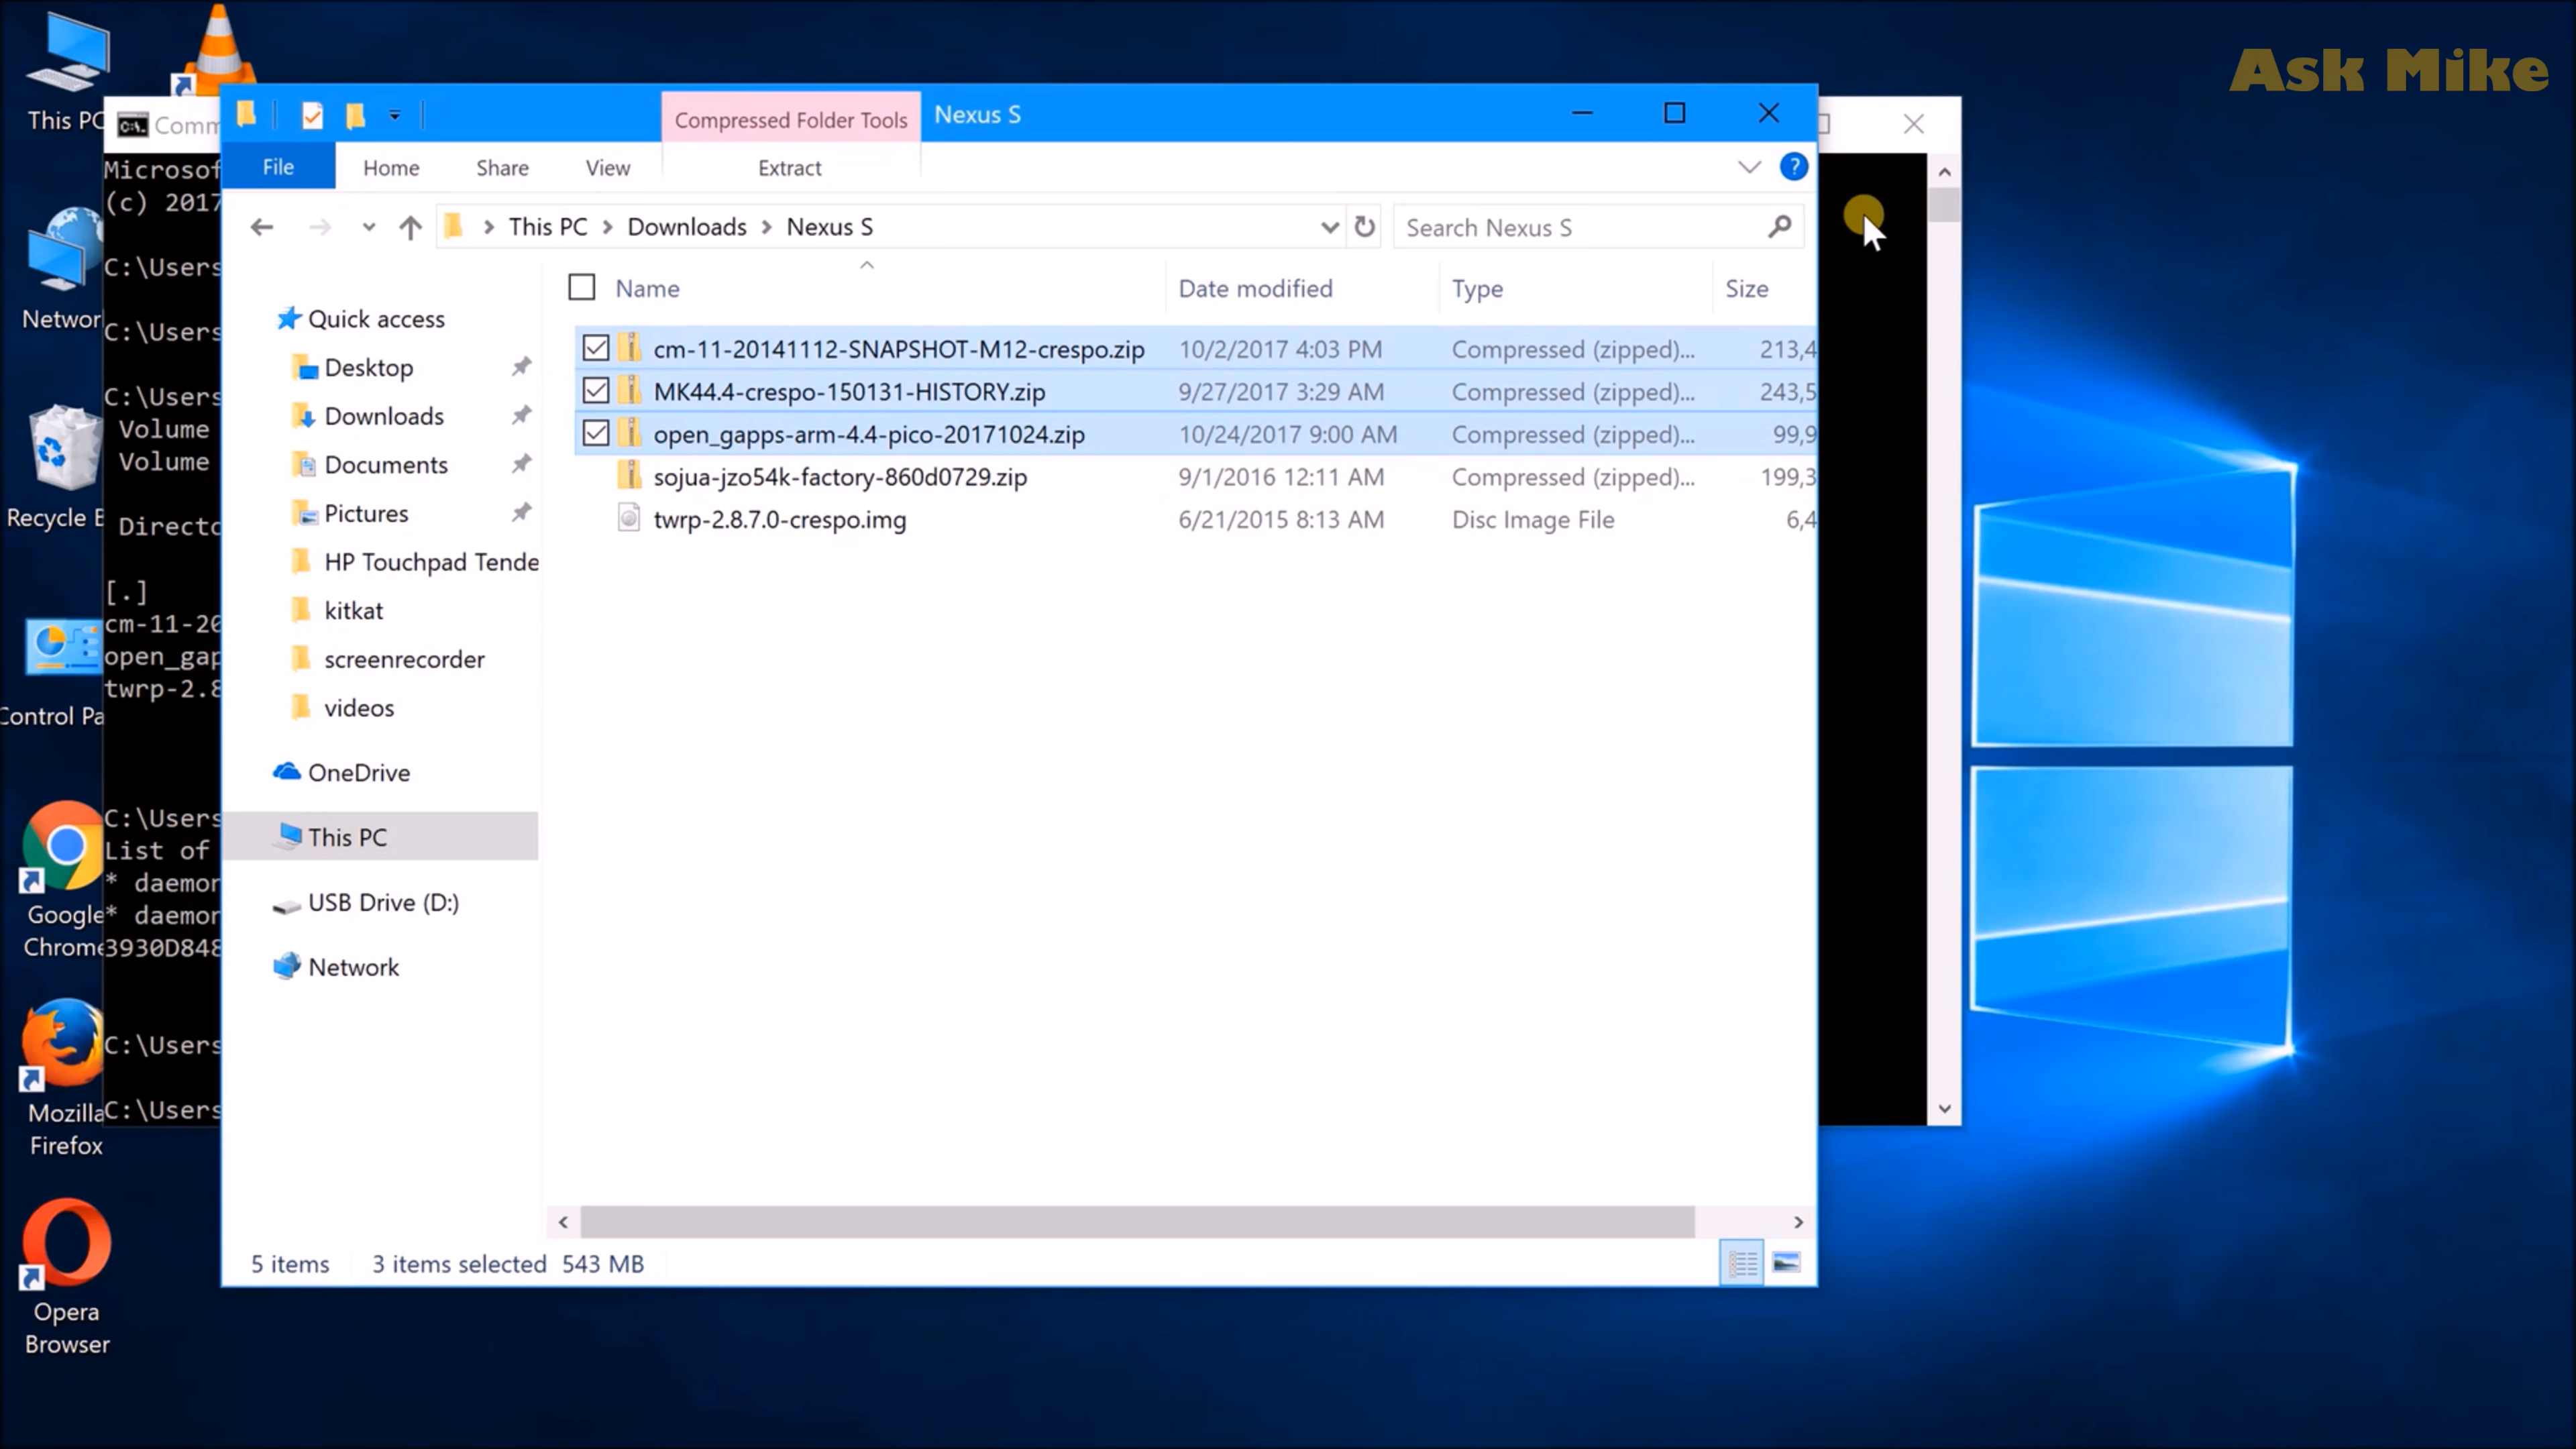 Ask Mike
This PC
Comm
Compressed Folder Tools
Nexus S
File
Home
Share
View
Extract
This PC
Downloads
Nexus S
Search Nexus S
Name
Date modified
Type
Size
cm-11-20141112-SNAPSHOT-M12-crespo.zip 10/2/2017 4:03 PM Compressed (zipped)... 213,4
MK44.4-crespo-150131-HISTORY.zip 9/27/2017 3:29 AM Compressed (zipped)... 243,5
open_gapps-arm-4.4-pico-20171024.zip 10/24/2017 9:00 AM Compressed (zipped)... 99,9
sojua-jzo54k-factory-860d0729.zip 9/1/2016 12:11 AM Compressed (zipped)... 199,3
twrp-2.8.7.0-crespo.img 6/21/2015 8:13 AM Disc Image File 6,4
Quick access
Desktop
Downloads
Documents
Pictures
HP Touchpad Tende
kitkat
screenrecorder
videos
OneDrive
This PC
USB Drive (D:)
Network
5 items
3 items selected 543 MB
Microsof
(c) 2017
C:\Users
C:\Users
C:\Users
Volume
Volume
Directo
[.]
cm-11-20
open_gap
twrp-2.8
C:\Users
List of
* daemon
* daemon
3930D848
C:\Users
C:\Users
Networ
Recycle B
Control Pa
Google
Chrome
Mozilla
Firefox
Opera
Browser